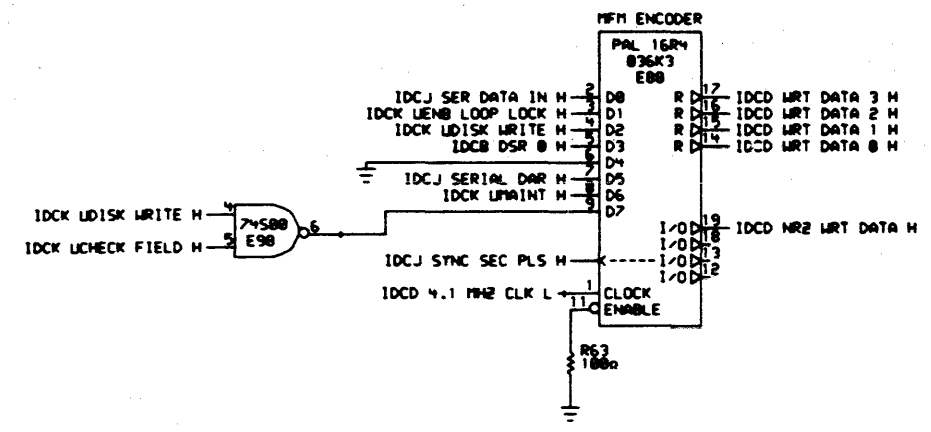 MFM ENCODER
PAL 16R4
036K3
E80
IDCJ SER DATA IN H 2 D0 R 17 IDCD WRT DATA 3 H
IDCK UENB LOOP LOCK H 3 D1 R 16 IDCD WRT DATA 2 H
IDCK UDISK WRITE H 4 D2 R 15 IDCD WRT DATA 1 H
IDCB DSR 0 H 5 D3 R 14 IDCD WRT DATA 0 H
6 D4
IDCJ SERIAL DAR H 7 D5
IDCK UMAINT H 8 D6
9 D7
IDCK UDISK WRITE H 4
74S00
E90
6
IDCK UCHECK FIELD H 5
I/O 19 IDCD NR2 WRT DATA H
I/O 18
IDCJ SYNC SEC PLS H I/O 13
I/O 12
IDCD 4.1 MHZ CLK L 1 CLOCK
11 ENABLE
R63
100Ω